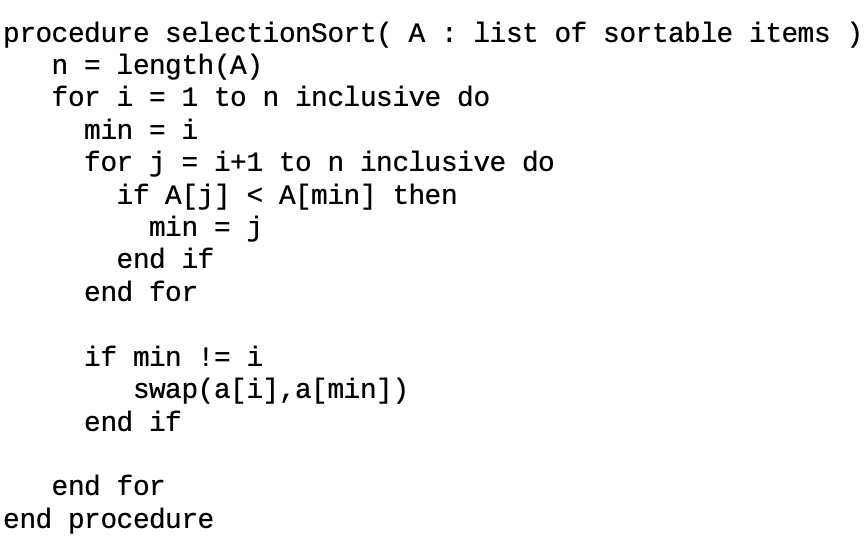 procedure selectionSort( A : list of sortable items )
   n = length(A)
   for i = 1 to n inclusive do
     min = i
     for j = i+1 to n inclusive do
       if A[j] < A[min] then
         min = j
       end if
     end for

     if min != i
        swap(a[i],a[min])
     end if

   end for
end procedure